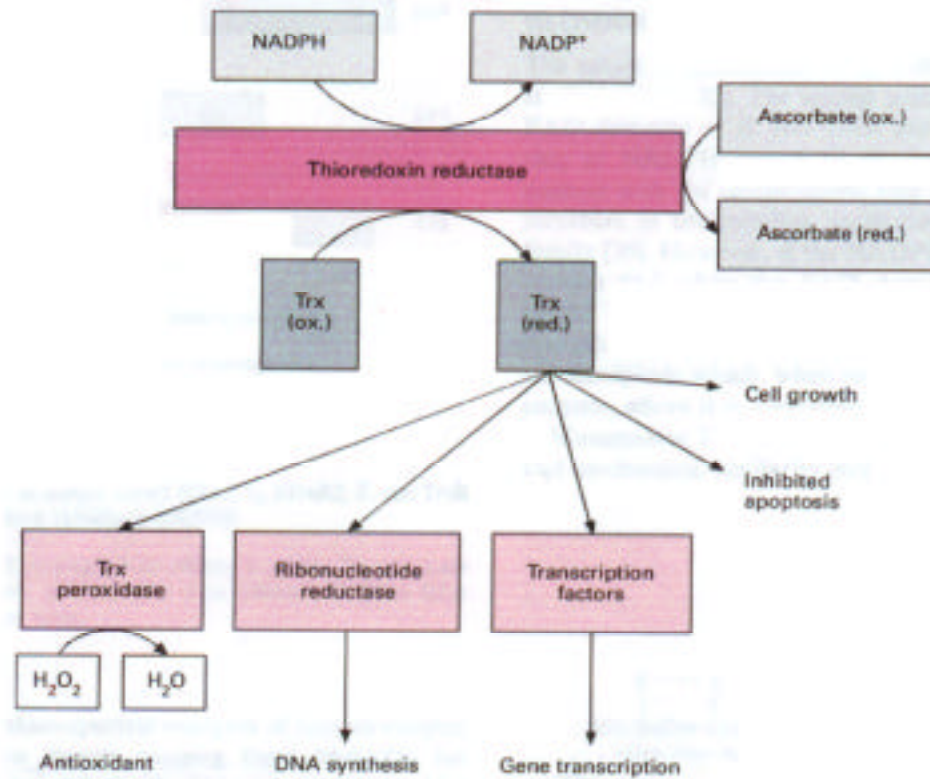 NADPH
NADP⁺
Thioredoxin reductase
Ascorbate (ox.)
Ascorbate (red.)
Trx
(ox.)
Trx
(red.)
Cell growth
Inhibited
apoptosis
Trx
peroxidase
Ribonucleotide
reductase
Transcription
factors
H₂O₂
H₂O
Antioxidant
DNA synthesis
Gene transcription